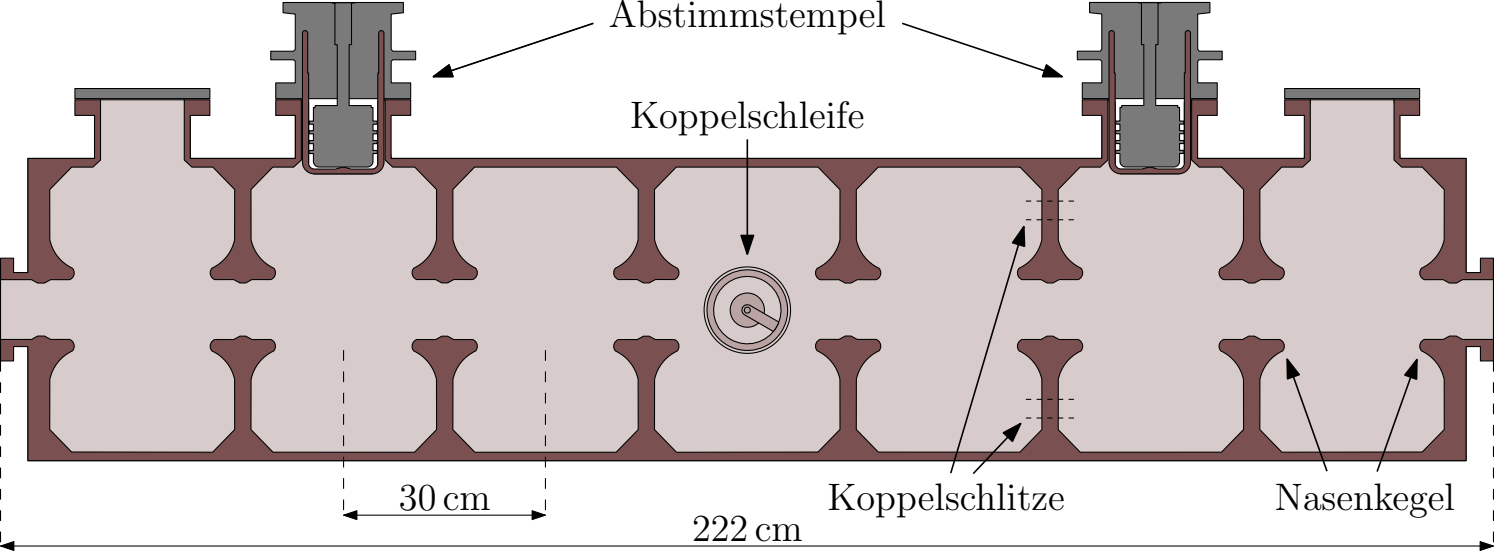 Abstimmstempel
Koppelschleife
30 cm
Koppelschlitze
Nasenkegel
222 cm